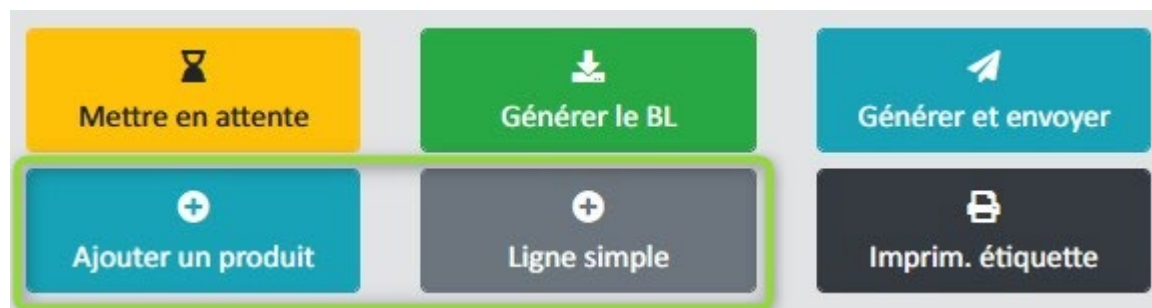 Mettre en attente
Générer le BL
Générer et envoyer
Ajouter un produit
Ligne simple
Imprim. étiquette